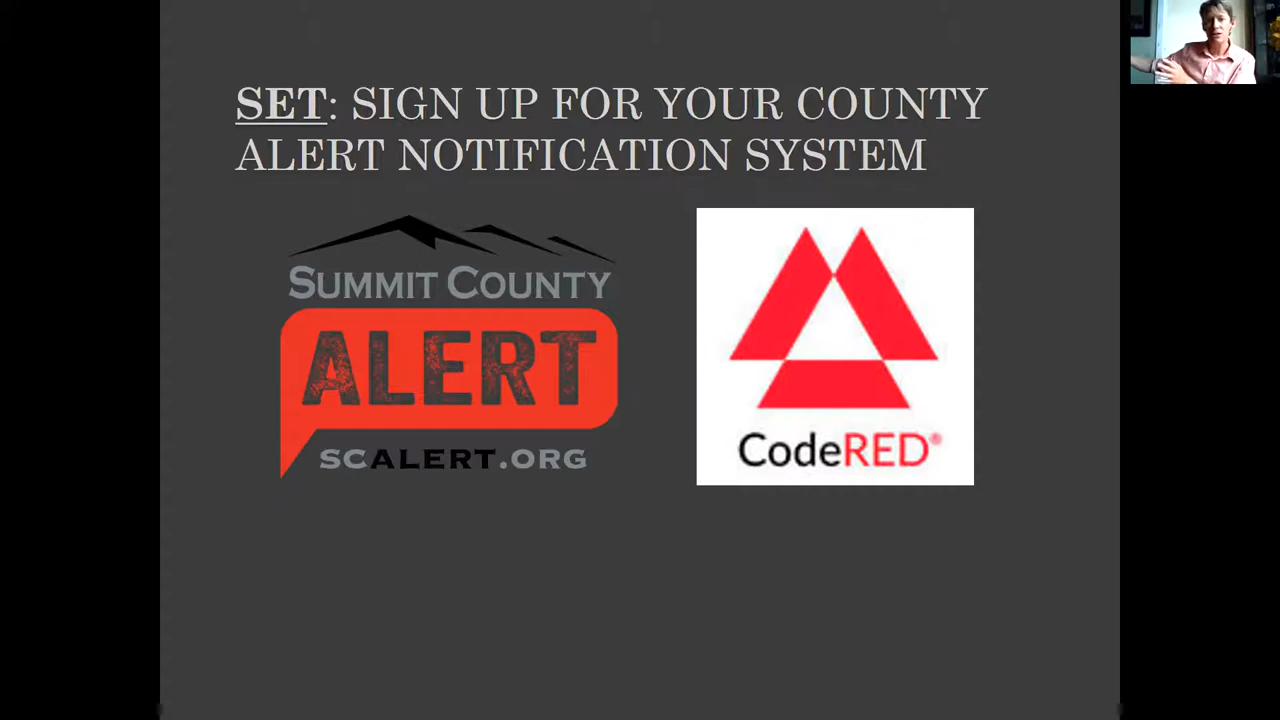 SET: SIGN UP FOR YOUR COUNTY
ALERT NOTIFICATION SYSTEM
SUMMIT COUNTY
ALERT
SCALERT.ORG
CodeRED®